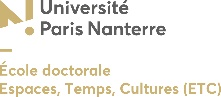 Université
Paris Nanterre
École doctorale
Espaces, Temps, Cultures (ETC)